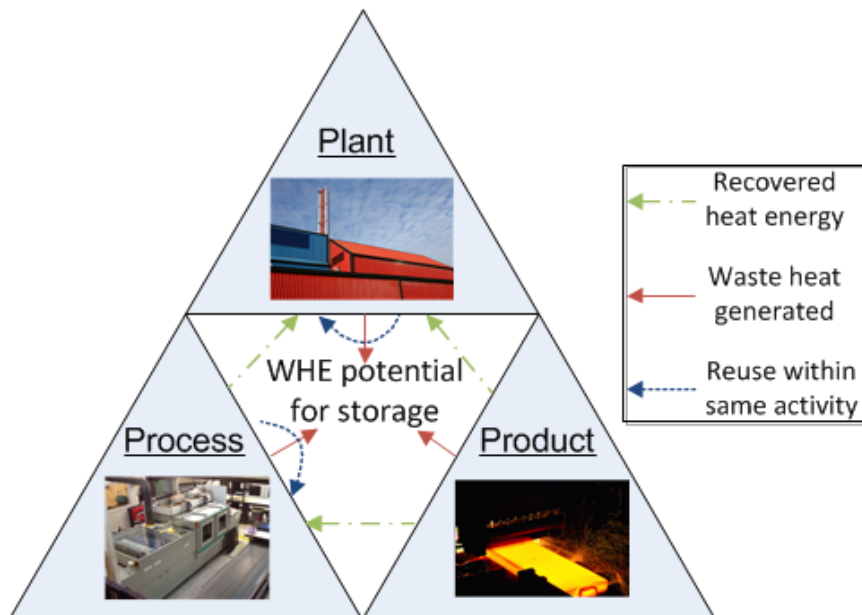 Plant
WHE potential
for storage
Process
Product
Recovered
heat energy
Waste heat
generated
Reuse within
same activity